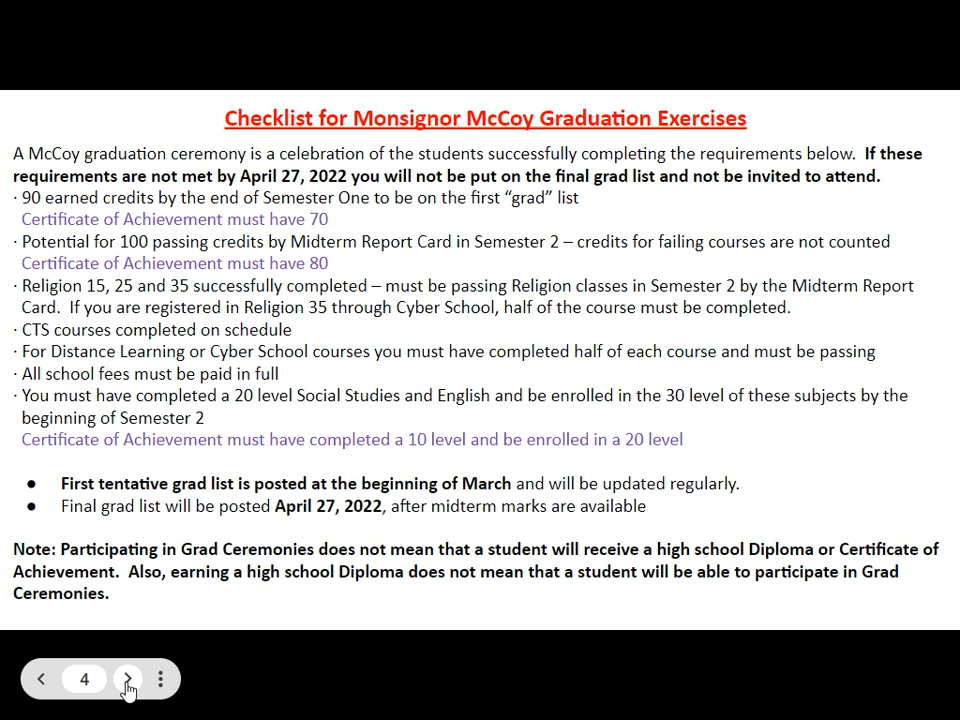 Checklist for Monsignor McCoy Graduation Exercises
A McCoy graduation ceremony is a celebration of the students successfully completing the requirements below. If these
requirements are not met by April 27, 2022 you will not be put on the final grad list and not be invited to attend.
· 90 earned credits by the end of Semester One to be on the first “grad” list
Certificate of Achievement must have 70
· Potential for 100 passing credits by Midterm Report Card in Semester 2 – credits for failing courses are not counted
Certificate of Achievement must have 80
· Religion 15, 25 and 35 successfully completed – must be passing Religion classes in Semester 2 by the Midterm Report
Card. If you are registered in Religion 35 through Cyber School, half of the course must be completed.
· CTS courses completed on schedule
· For Distance Learning or Cyber School courses you must have completed half of each course and must be passing
· All school fees must be paid in full
· You must have completed a 20 level Social Studies and English and be enrolled in the 30 level of these subjects by the
beginning of Semester 2
Certificate of Achievement must have completed a 10 level and be enrolled in a 20 level
● First tentative grad list is posted at the beginning of March and will be updated regularly.
● Final grad list will be posted April 27, 2022, after midterm marks are available
Note: Participating in Grad Ceremonies does not mean that a student will receive a high school Diploma or Certificate of
Achievement. Also, earning a high school Diploma does not mean that a student will be able to participate in Grad
Ceremonies.
4